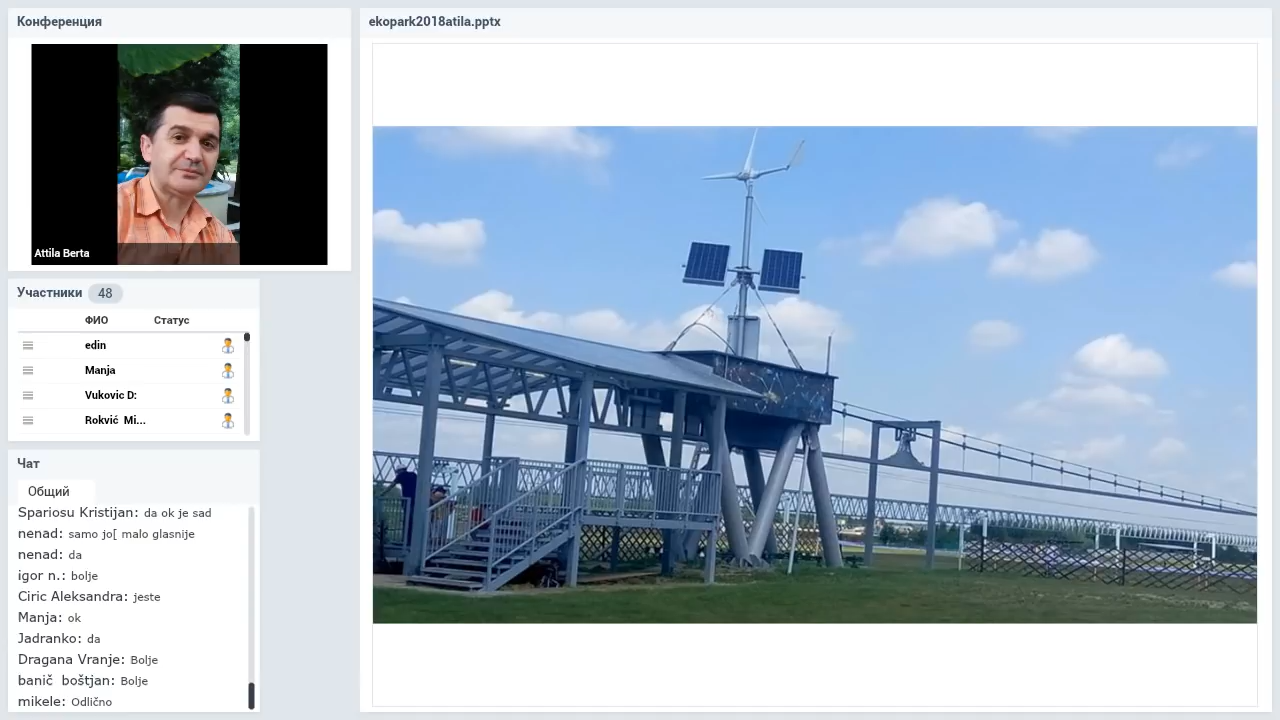 Конференция
Attila Berta
Участники 48
ФИО Статус
edin
Manja
Vukovic D:
Rokvić Mi...
Чат
Общий
Spariosu Kristijan: da ok je sad
nenad: samo jo[ malo glasnije
nenad: da
igor n.: bolje
Ciric Aleksandra: jeste
Manja: ok
Jadranko: da
Dragana Vranje: Bolje
banič boštjan: Bolje
mikele: Odlično
ekopark2018atila.pptx